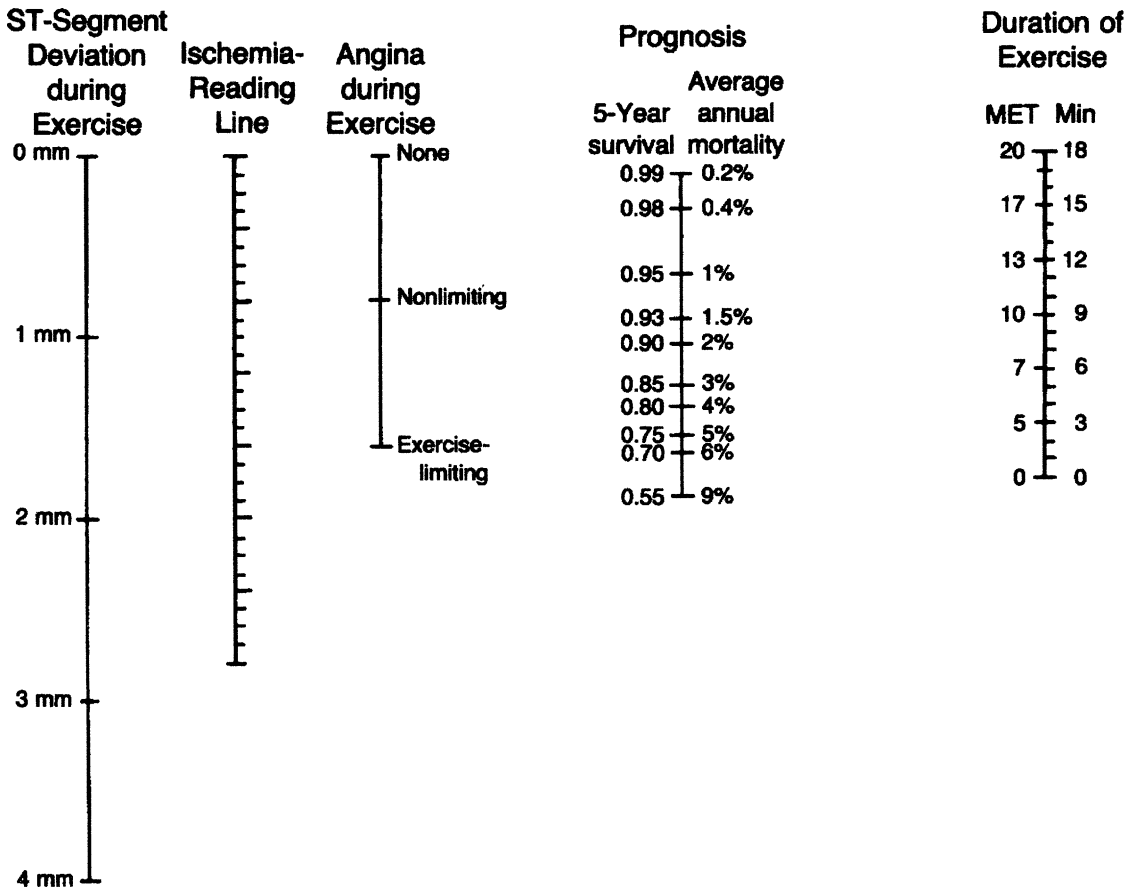 ST-Segment
Deviation
during
Exercise
Ischemia-
Reading
Line
Angina
during
Exercise
Prognosis
5-Year
survival
Average
annual
mortality
Duration of
Exercise
MET Min
0 mm
1 mm
2 mm
3 mm
4 mm
None
Nonlimiting
Exercise-
limiting
0.99 0.2%
0.98 0.4%
0.95 1%
0.93 1.5%
0.90 2%
0.85 3%
0.80 4%
0.75 5%
0.70 6%
0.55 9%
20 18
17 15
13 12
10 9
7 6
5 3
0 0